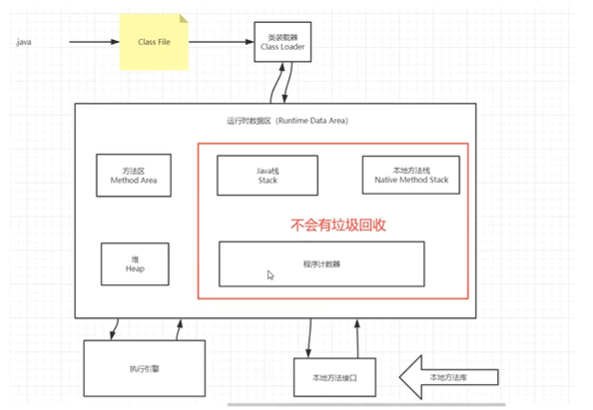 .java
Class File
类装载器
Class Loader
运行时数据区（Runtime Data Area）
方法区
Method Area
Java栈
Stack
本地方法栈
Native Method Stack
不会有垃圾回收
堆
Heap
程序计数器
执行引擎
本地方法接口
本地方法库